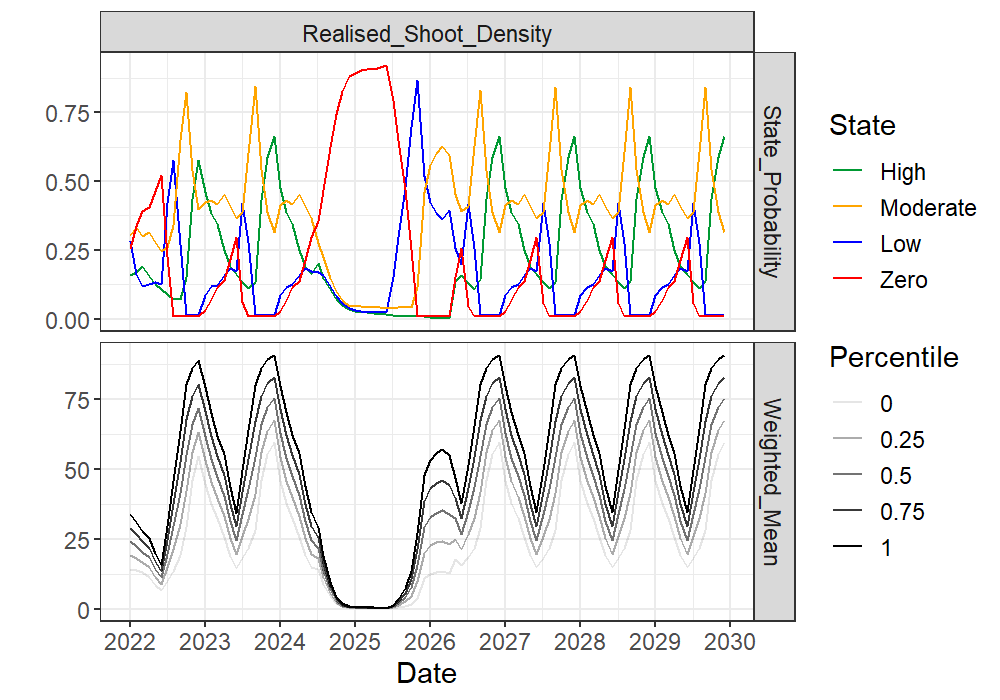 Realised_Shoot_Density
0.75
0.50
0.25
0.00
State_Probability
75
50
25
0
Weighted_Mean
2022 2023 2024 2025 2026 2027 2028 2029 2030
Date
State
High
Moderate
Low
Zero
Percentile
0
0.25
0.5
0.75
1